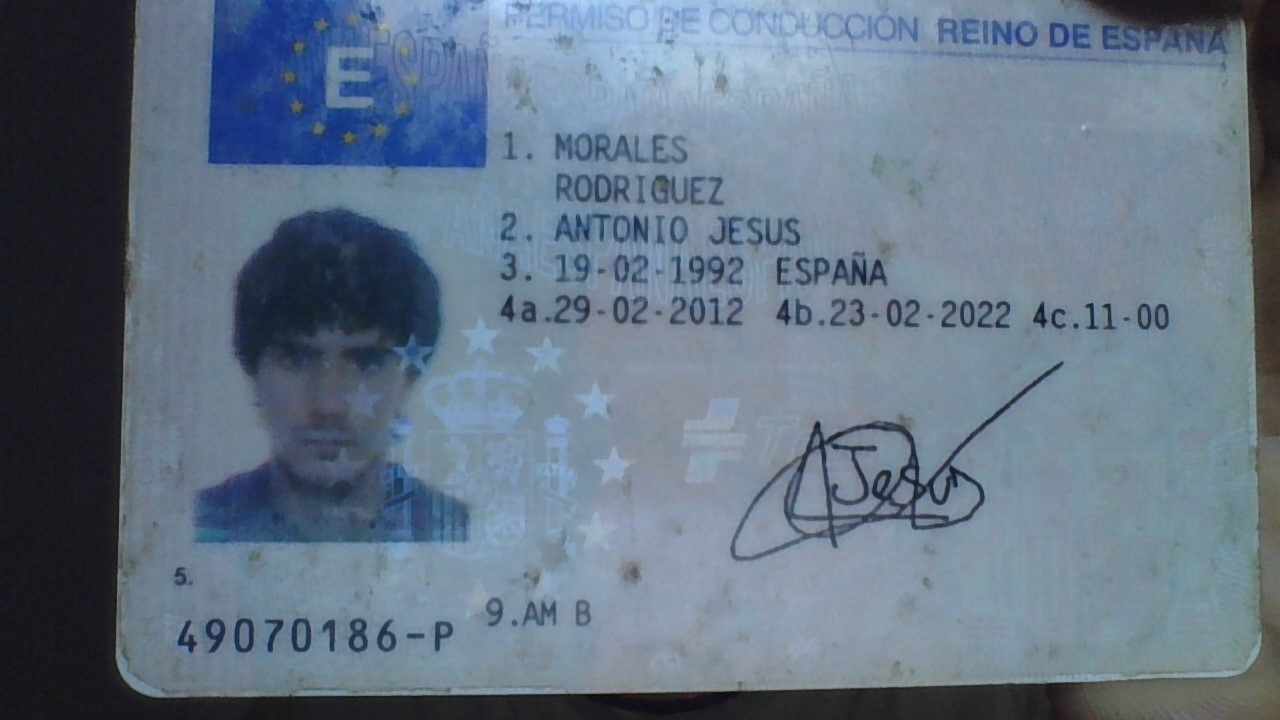 PERMISO DE CONDUCCIÓN REINO DE ESPAÑA
E
1. MORALES
RODRIGUEZ
2. ANTONIO JESUS
3. 19-02-1992 ESPAÑA
4a.29-02-2012 4b.23-02-2022 4c.11-00
AJesús
5.
49070186-P
9.AM B